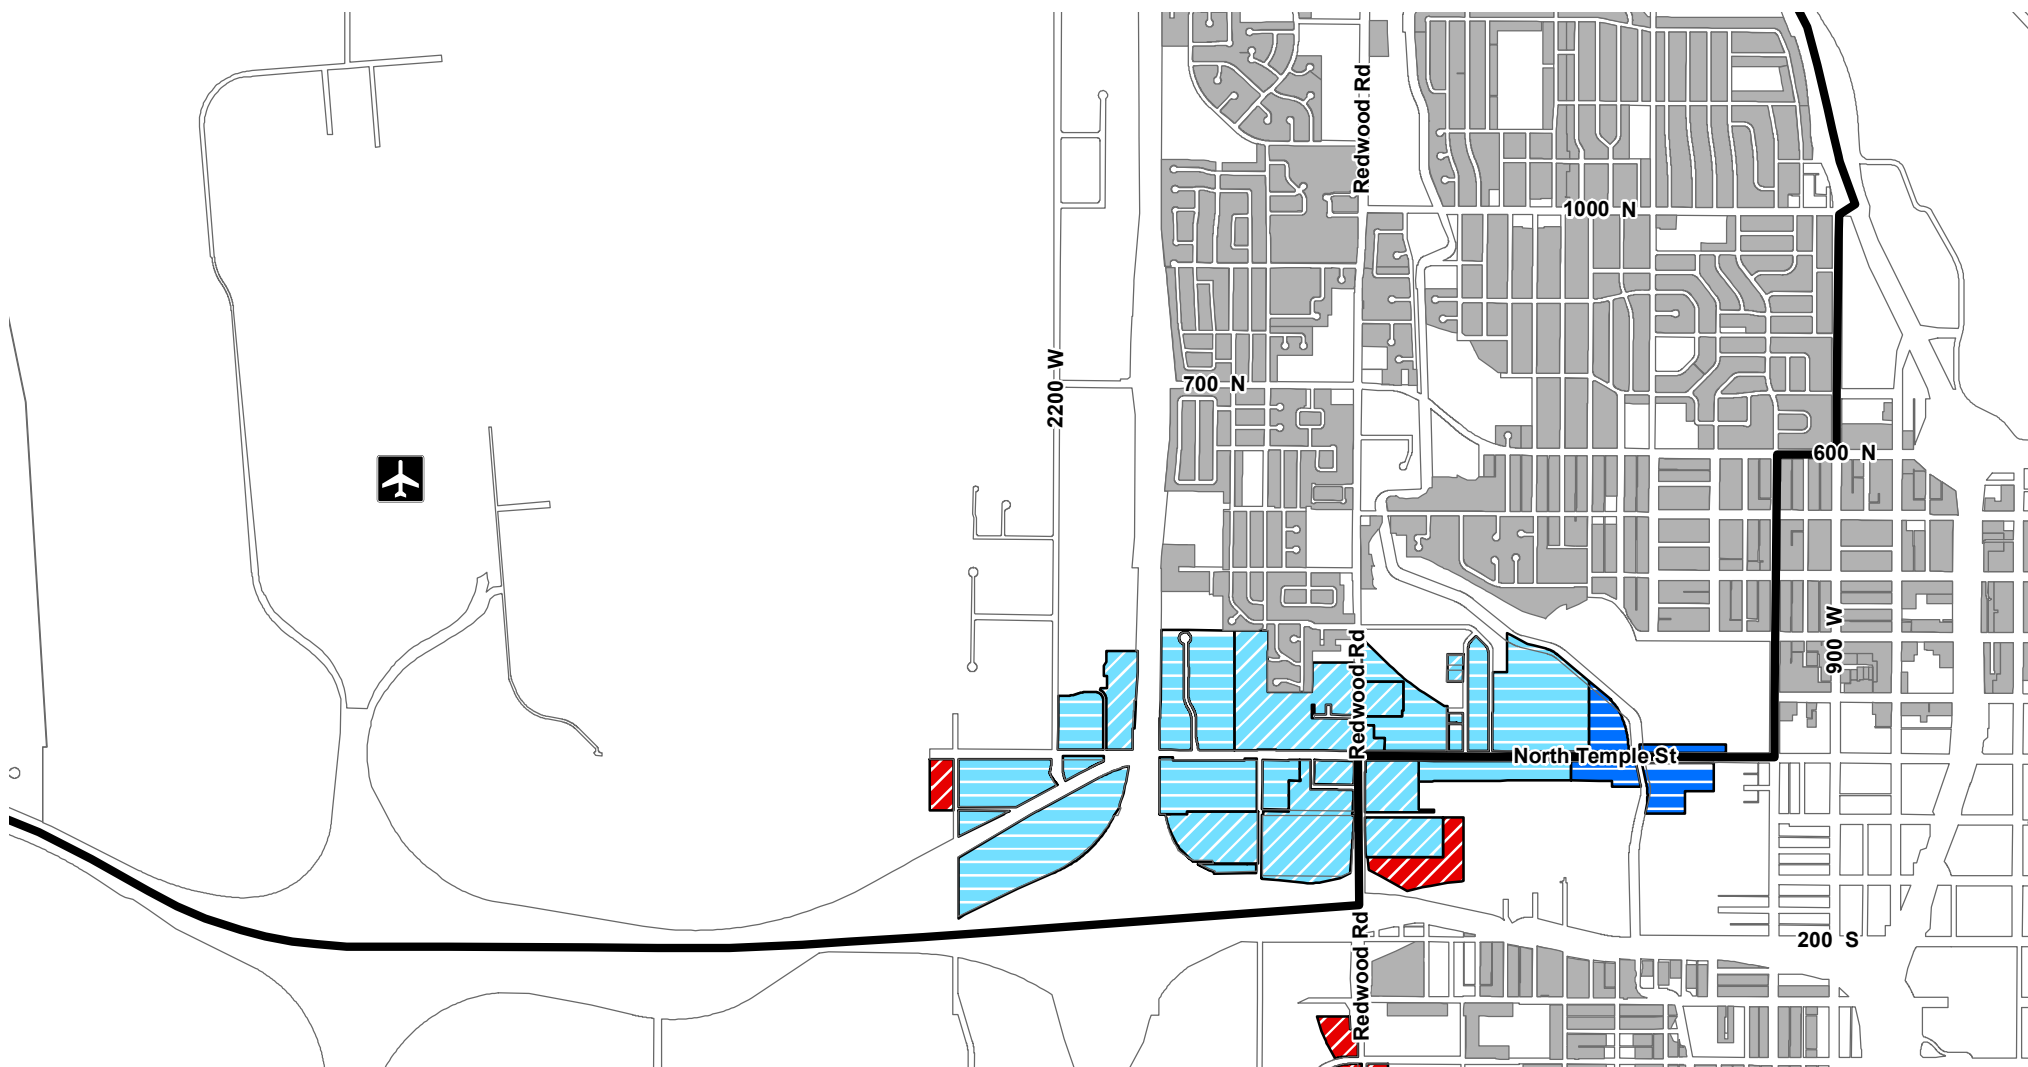 Redwood Rd
1000 N
2200 W
700 N
600 N
900 W
Redwood Rd
North Temple St
200 S
Redwood Rd